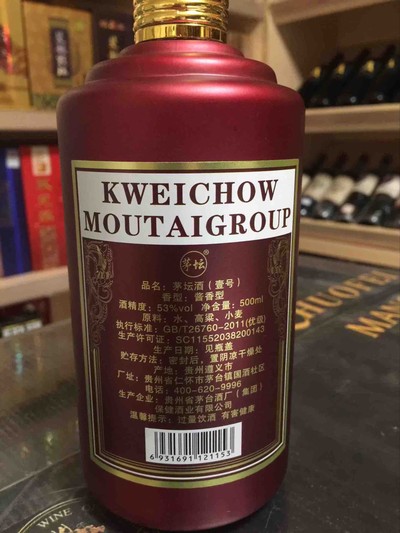 KWEICHOW
MOUTAIGROUP
茅坛
品名：茅坛酒（壹号）
香型：酱香型
酒精度：53%vol 净含量：500ml
原料：水、高粱、小麦
执行标准：GB/T26760-2011(优级)
生产许可证：SC11552038200143
生产日期：见瓶盖
贮存方法：密封后，置阴凉干燥处
产地：贵州遵义市
厂址：贵州省仁怀市茅台镇国酒社区
电话：400-620-9996
生产企业：贵州省茅台酒厂（集团）
保健酒业有限公司
温馨提示：过量饮酒 有害健康
6 931691 121153
WINE